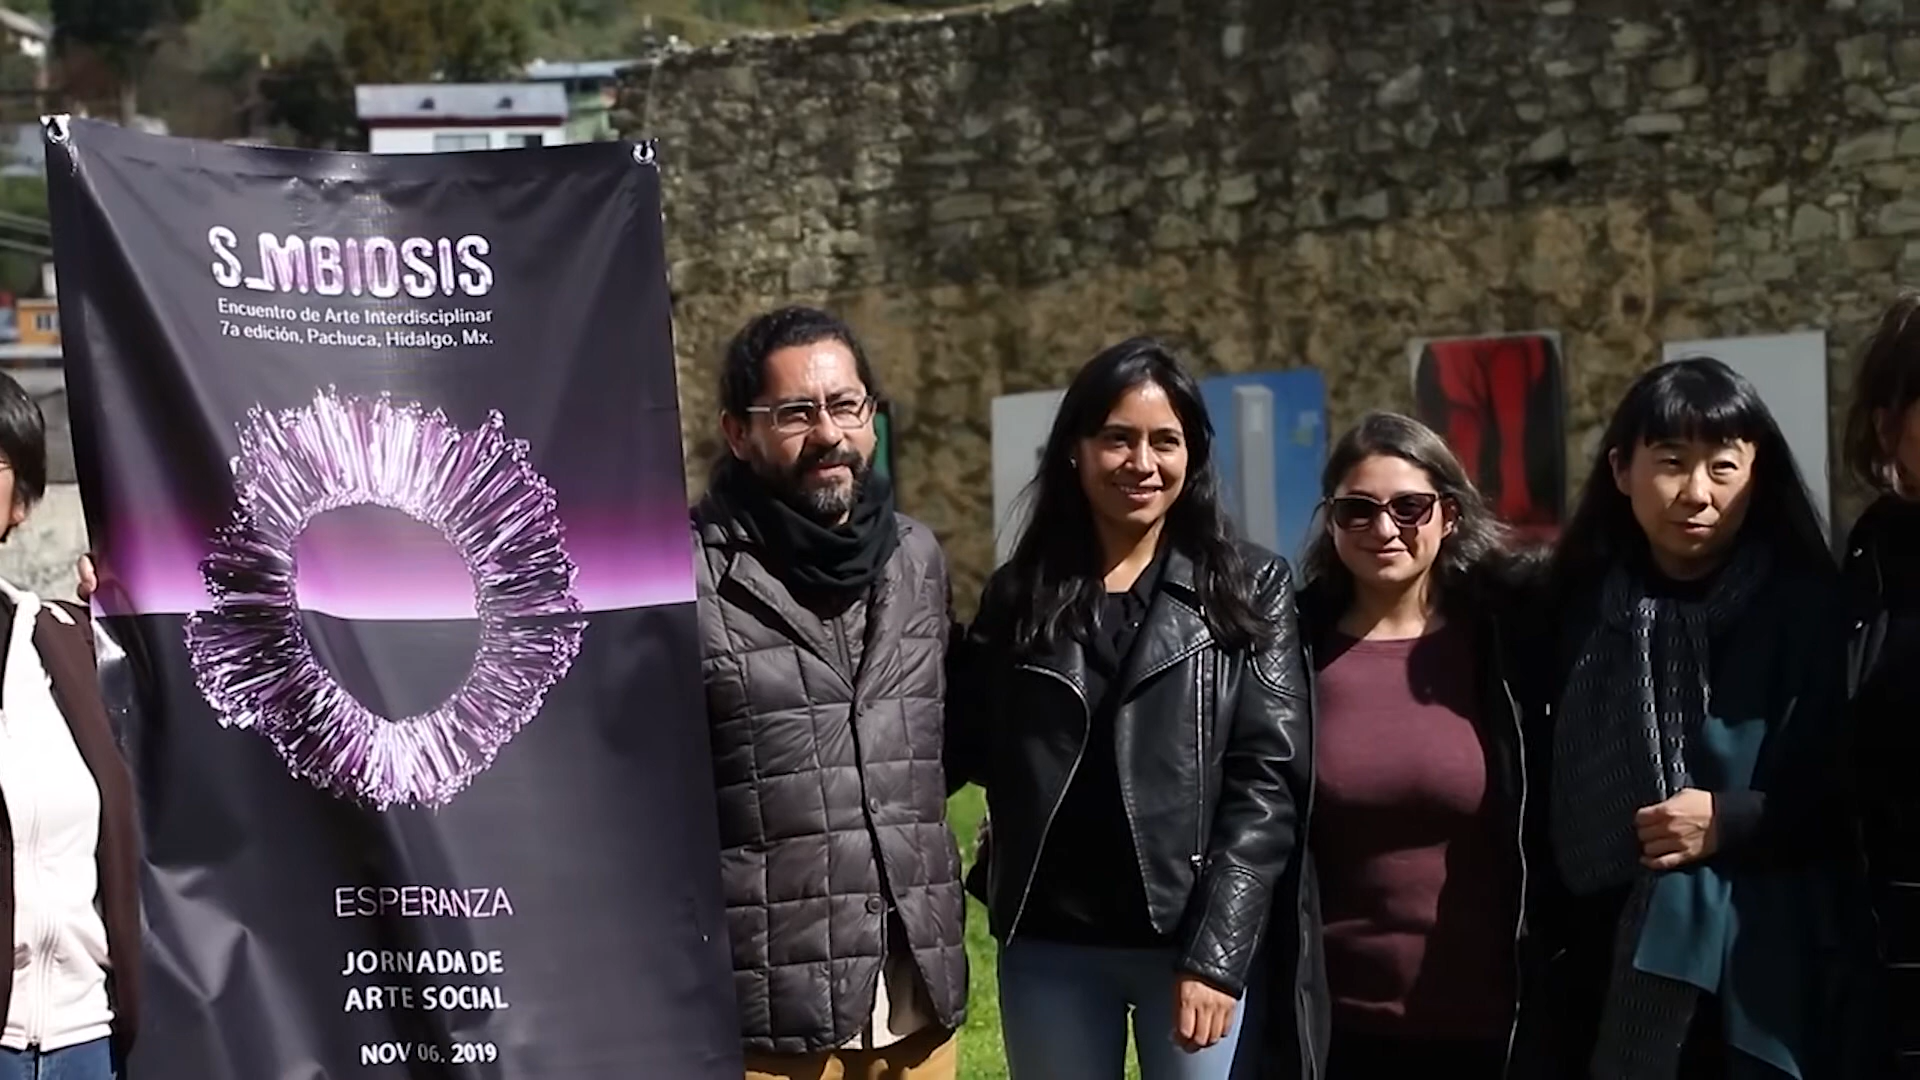 S_MBIOSIS
Encuentro de Arte Interdisciplinar
7a edición, Pachuca, Hidalgo, Mx.
ESPERANZA
JORNADA DE
ARTE SOCIAL
NOV 06. 2019